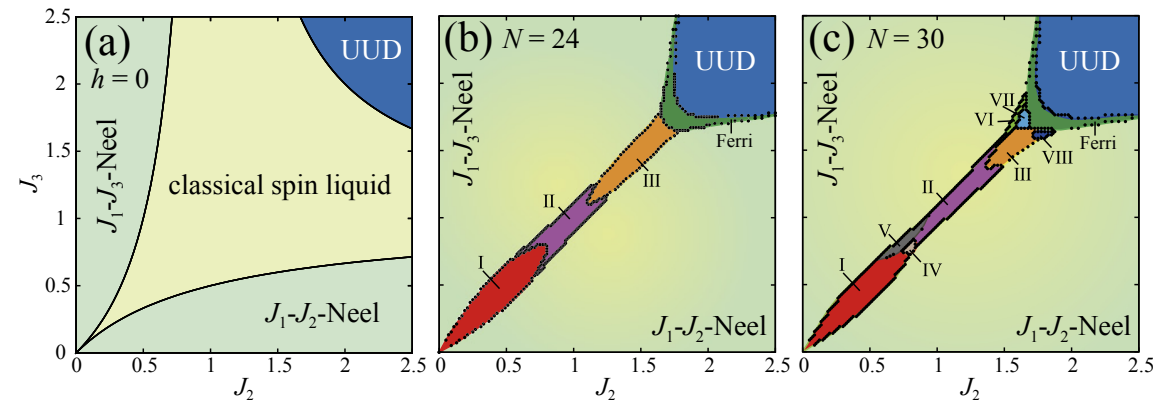 (a)
h = 0
UUD
J1-J3-Neel
classical spin liquid
J1-J2-Neel
J3
2.5
2
1.5
1
0.5
0
0 0.5 1 1.5 2 2.5
J2
(b) N = 24
UUD
J1-J3-Neel
Ferri
III
II
I
J1-J2-Neel
0 0.5 1 1.5 2 2.5
J2
(c) N = 30
UUD
J1-J3-Neel
VII
VI
Ferri
VIII
III
II
V
IV
I
J1-J2-Neel
0 0.5 1 1.5 2 2.5
J2